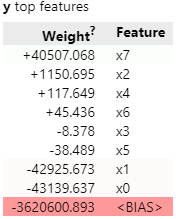 y top features
Weight? Feature
+40507.068 x7
+1150.695 x2
+117.649 x4
+45.436 x6
-8.378 x3
-38.489 x5
-42925.673 x1
-43139.637 x0
-3620600.893 <BIAS>